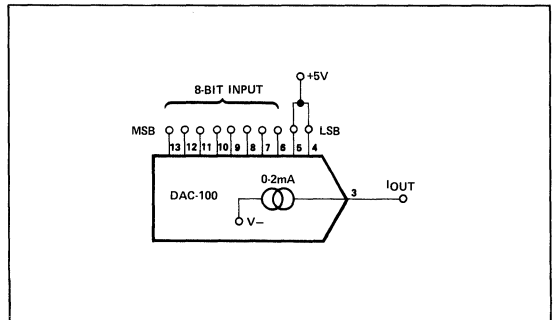 +5V
8-BIT INPUT
MSB 13 12 11 10 9 8 7 6 5 4 LSB
0-2mA
DAC-100
3
IOUT
V–